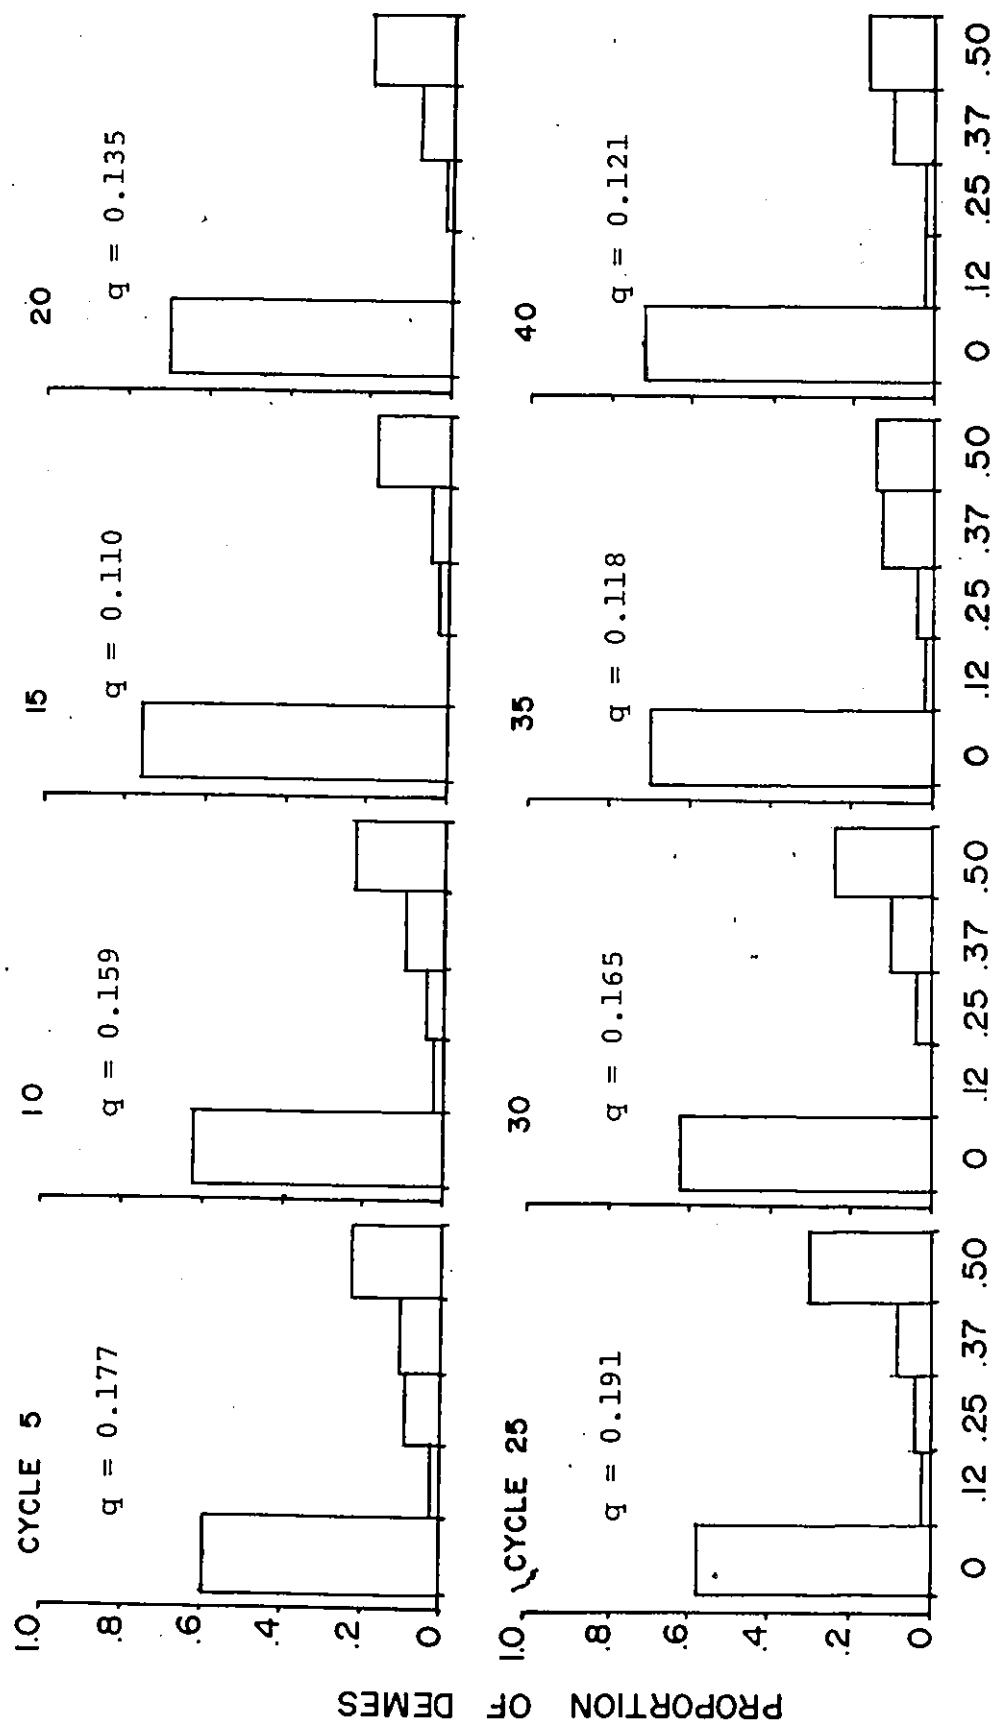 CYCLE 5
10
15
20
q = 0.177
q = 0.159
q = 0.110
q = 0.135
1.0
.8
.6
.4
.2
0
CYCLE 25
30
35
40
q = 0.191
q = 0.165
q = 0.118
q = 0.121
1.0
.8
.6
.4
.2
0
0 .12 .25 .37 .50
0 .12 .25 .37 .50
0 .12 .25 .37 .50
0 .12 .25 .37 .50
PROPORTION OF DEMES